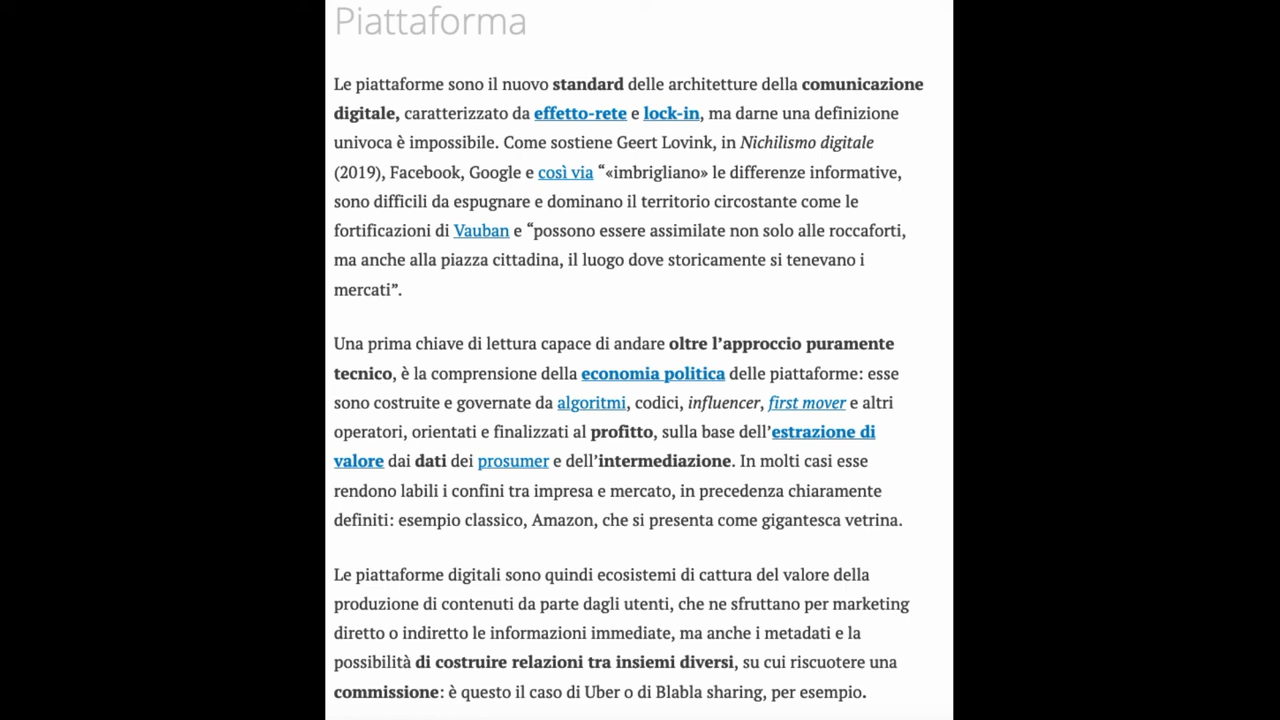 Piattaforma
Le piattaforme sono il nuovo standard delle architetture della comunicazione
digitale, caratterizzato da effetto-rete e lock-in, ma darne una definizione
univoca è impossibile. Come sostiene Geert Lovink, in Nichilismo digitale
(2019), Facebook, Google e così via “«imbrigliano» le differenze informative,
sono difficili da espugnare e dominano il territorio circostante come le
fortificazioni di Vauban e “possono essere assimilate non solo alle roccaforti,
ma anche alla piazza cittadina, il luogo dove storicamente si tenevano i
mercati”.
Una prima chiave di lettura capace di andare oltre l’approccio puramente
tecnico, è la comprensione della economia politica delle piattaforme: esse
sono costruite e governate da algoritmi, codici, influencer, first mover e altri
operatori, orientati e finalizzati al profitto, sulla base dell’estrazione di
valore dai dati dei prosumer e dell’intermediazione. In molti casi esse
rendono labili i confini tra impresa e mercato, in precedenza chiaramente
definiti: esempio classico, Amazon, che si presenta come gigantesca vetrina.
Le piattaforme digitali sono quindi ecosistemi di cattura del valore della
produzione di contenuti da parte dagli utenti, che ne sfruttano per marketing
diretto o indiretto le informazioni immediate, ma anche i metadati e la
possibilità di costruire relazioni tra insiemi diversi, su cui riscuotere una
commissione: è questo il caso di Uber o di Blabla sharing, per esempio.